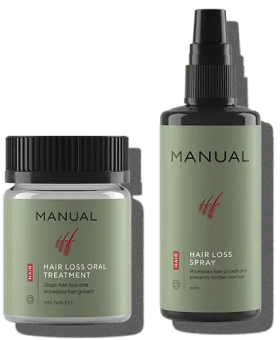 MANUAL
HAIR
HAIR LOSS ORAL
TREATMENT
Stops hair loss and
increases hair growth
TABLETS
MANUAL
HAIR
HAIR LOSS
SPRAY
Promotes hair growth and
prevents further hair loss